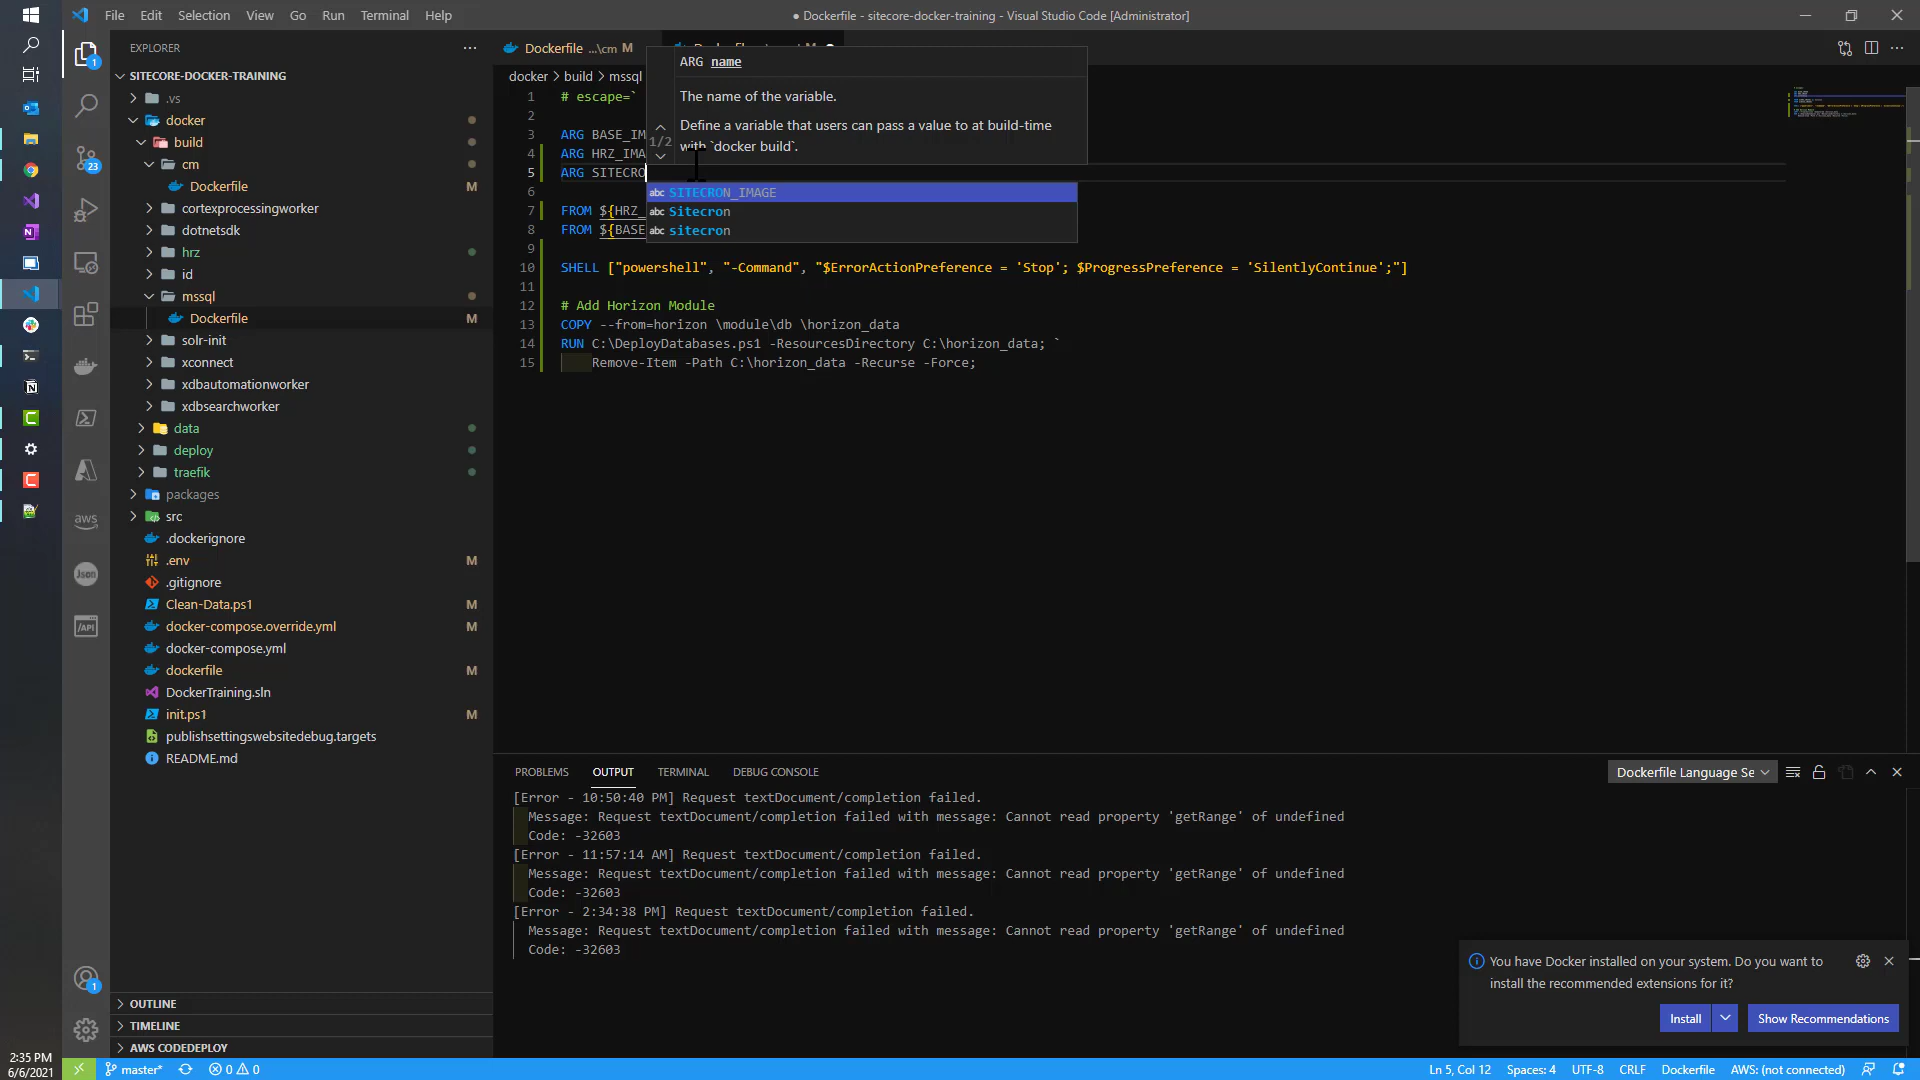 File Edit Selection View Go Run Terminal Help
● Dockerfile - sitecore-docker-training - Visual Studio Code [Administrator]
EXPLORER
SITECORE-DOCKER-TRAINING
.vs
docker
build
cm
Dockerfile M
cortexprocessingworker
dotnetsdk
hrz
id
mssql
Dockerfile M
solr-init
xconnect
xdbautomationworker
xdbsearchworker
data
deploy
traefik
packages
src
.dockerignore
.env M
.gitignore
Clean-Data.ps1 M
docker-compose.override.yml M
docker-compose.yml
dockerfile M
DockerTraining.sln
init.ps1 M
publishsettingswebsitedebug.targets
README.md
OUTLINE
TIMELINE
AWS CODEDEPLOY
1
23
aws
Json
/API
1
Dockerfile ...\cm M
docker > build > mssql
ARG name
The name of the variable.
Define a variable that users can pass a value to at build-time
with `docker build`.
1/2
1 # escape=`
2
3 ARG BASE_IM
4 ARG HRZ_IMA
5 ARG SITECRO
6
7 FROM ${HRZ_
8 FROM ${BASE
9
10 SHELL ["powershell", "-Command", "$ErrorActionPreference = 'Stop'; $ProgressPreference = 'SilentlyContinue';"]
11
12 # Add Horizon Module
13 COPY --from=horizon \module\db \horizon_data
14 RUN C:\DeployDatabases.ps1 -ResourcesDirectory C:\horizon_data; `
15 Remove-Item -Path C:\horizon_data -Recurse -Force;
abc SITECRON_IMAGE
abc Sitecron
abc sitecron
PROBLEMS OUTPUT TERMINAL DEBUG CONSOLE
Dockerfile Language Se
[Error - 10:50:40 PM] Request textDocument/completion failed.
Message: Request textDocument/completion failed with message: Cannot read property 'getRange' of undefined
Code: -32603
[Error - 11:57:14 AM] Request textDocument/completion failed.
Message: Request textDocument/completion failed with message: Cannot read property 'getRange' of undefined
Code: -32603
[Error - 2:34:38 PM] Request textDocument/completion failed.
Message: Request textDocument/completion failed with message: Cannot read property 'getRange' of undefined
Code: -32603
You have Docker installed on your system. Do you want to
install the recommended extensions for it?
Install
Show Recommendations
2:35 PM
6/6/2021
master* 0 0
Ln 5, Col 12 Spaces: 4 UTF-8 CRLF Dockerfile AWS: (not connected)